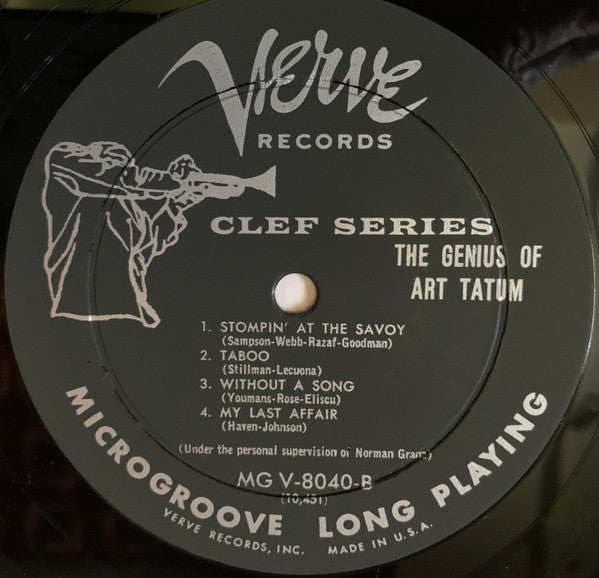 Verve
RECORDS
CLEF SERIES
THE GENIUS OF
ART TATUM
1. STOMPIN' AT THE SAVOY
(Sampson-Webb-Razaf-Goodman)
2. TABOO
(Stillman-Lecuona)
3. WITHOUT A SONG
(Youmans-Rose-Eliscu)
4. MY LAST AFFAIR
(Haven-Johnson)
(Under the personal supervision of Norman Granz)
MG V-8040-B
(10,451)
MICROGROOVE LONG PLAYING
VERVE RECORDS, INC. MADE IN U.S.A.